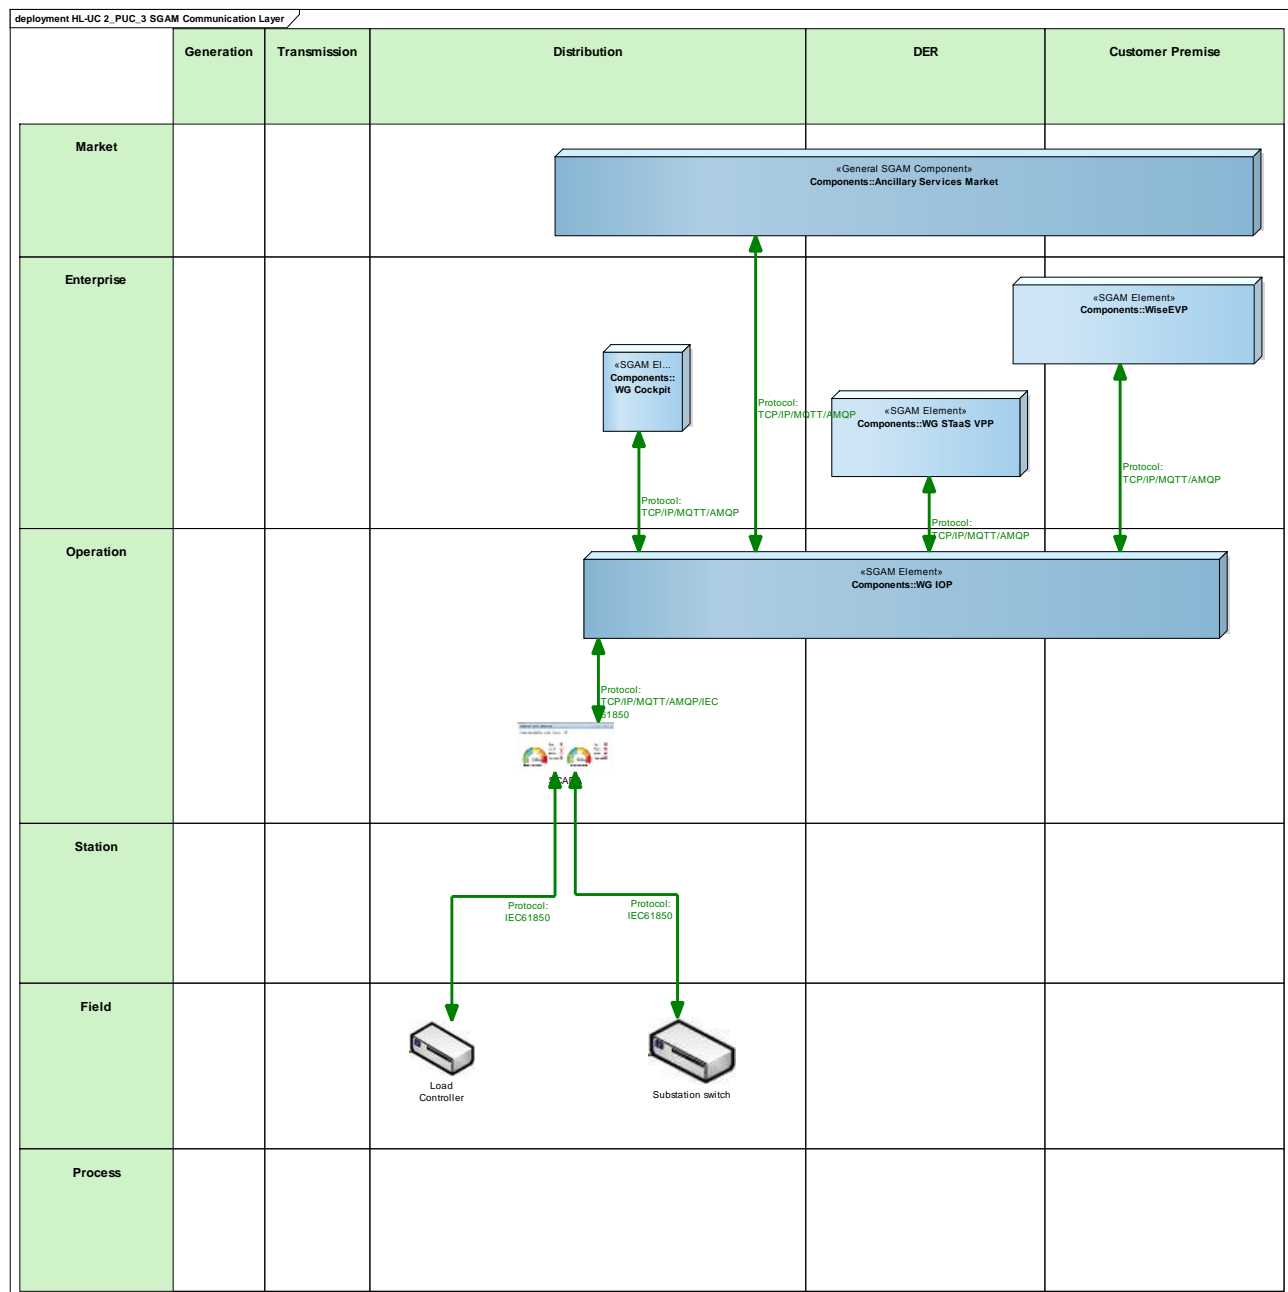 deployment HL-UC 2_PUC_3 SGAM Communication Layer
Generation
Transmission
Distribution
DER
Customer Premise
Market
«General SGAM Component»
Components::Ancillary Services Market
Enterprise
«SGAM Element»
Components::WiseEVP
«SGAM El...
Components::
WG Cockpit
Protocol:
TCP/IP/MQTT/AMQP
«SGAM Element»
Components::WG STaaS VPP
Protocol:
TCP/IP/MQTT/AMQP
Protocol:
TCP/IP/MQTT/AMQP
Protocol:
TCP/IP/MQTT/AMQP
Operation
«SGAM Element»
Components::WG IOP
Protocol:
TCP/IP/MQTT/AMQP/IEC
61850
SCADA
Station
Protocol:
IEC61850
Protocol:
IEC61850
Field
Load
Controller
Substation switch
Process